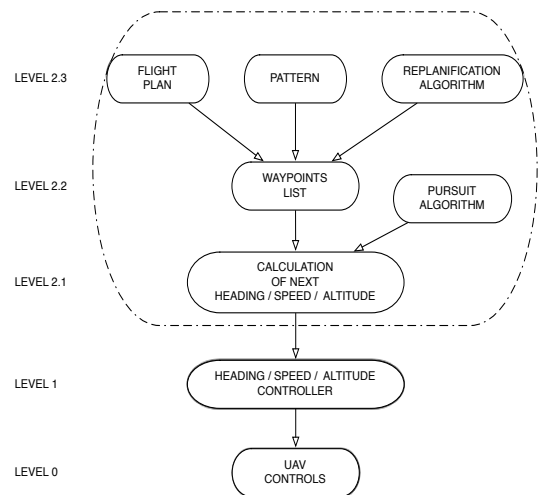 LEVEL 2.3
FLIGHT
PLAN
PATTERN
REPLANIFICATION
ALGORITHM
LEVEL 2.2
WAYPOINTS
LIST
PURSUIT
ALGORITHM
LEVEL 2.1
CALCULATION
OF NEXT
HEADING / SPEED / ALTITUDE
LEVEL 1
HEADING / SPEED / ALTITUDE
CONTROLLER
LEVEL 0
UAV
CONTROLS